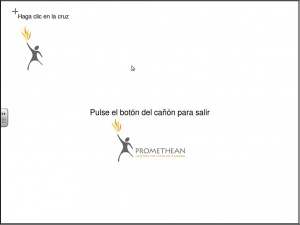 Haga clic en la cruz
Pulse el botón del cañón para salir
PROMETHEAN